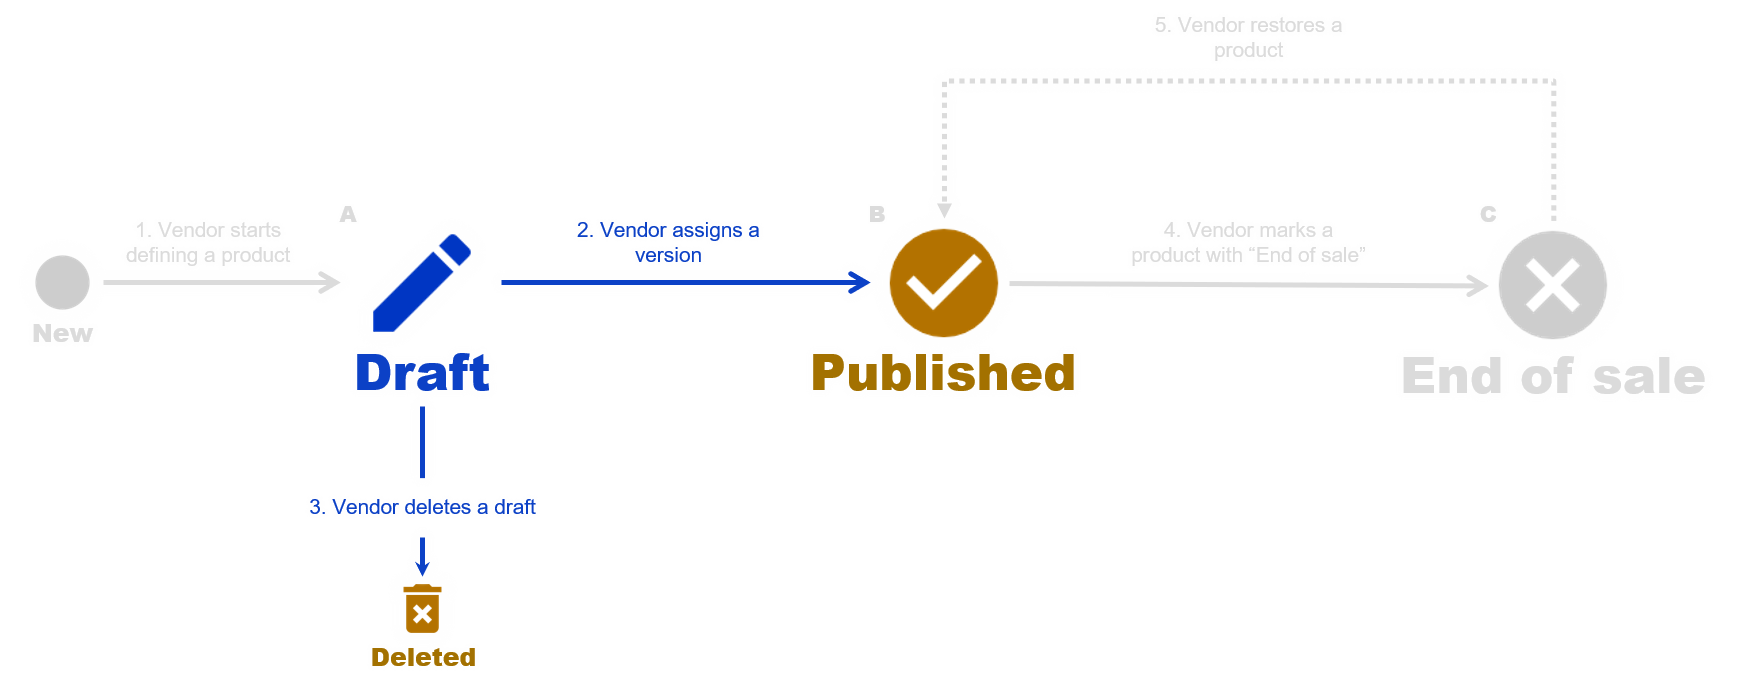 5. Vendor restores a
product
A
B
C
1. Vendor starts
defining a product
2. Vendor assigns a
version
4. Vendor marks a
product with “End of sale”
New
Draft
Published
End of sale
3. Vendor deletes a draft
Deleted